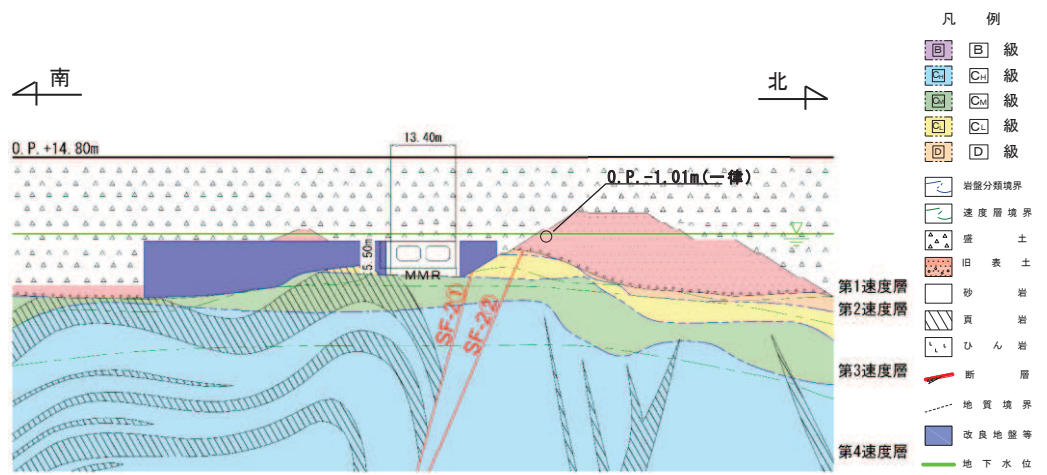 南
北
O.P.+14.80m
13.40m
O.P.-1.01m(一律)
5.50m
MMR
SF-2(1)
SF-2(2)
第1速度層
第2速度層
第3速度層
第4速度層
凡 例
B B 級
CH CH 級
CM CM 級
CL CL 級
D D 級
岩盤分類境界
速度層境界
盛 土
旧 表 土
砂 岩
頁 岩
ひ ん 岩
断 層
地 質 境 界
改 良 地 盤 等
地 下 水 位